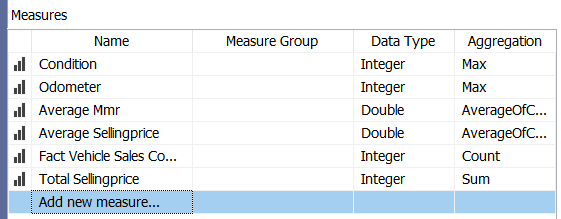 Measures
Name Measure Group Data Type Aggregation
Condition Integer Max
Odometer Integer Max
Average Mmr Double AverageOfC...
Average Sellingprice Double AverageOfC...
Fact Vehicle Sales Co... Integer Count
Total Sellingprice Integer Sum
Add new measure...